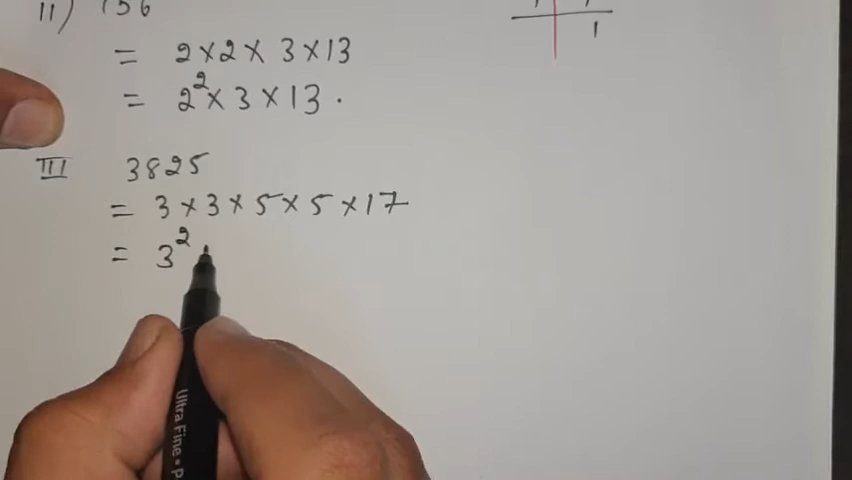 II) 156
= 2 × 2 × 3 × 13
= 2² × 3 × 13 .
1
III 3825
= 3 × 3 × 5 × 5 × 17
= 3²
Ultra Fine • P